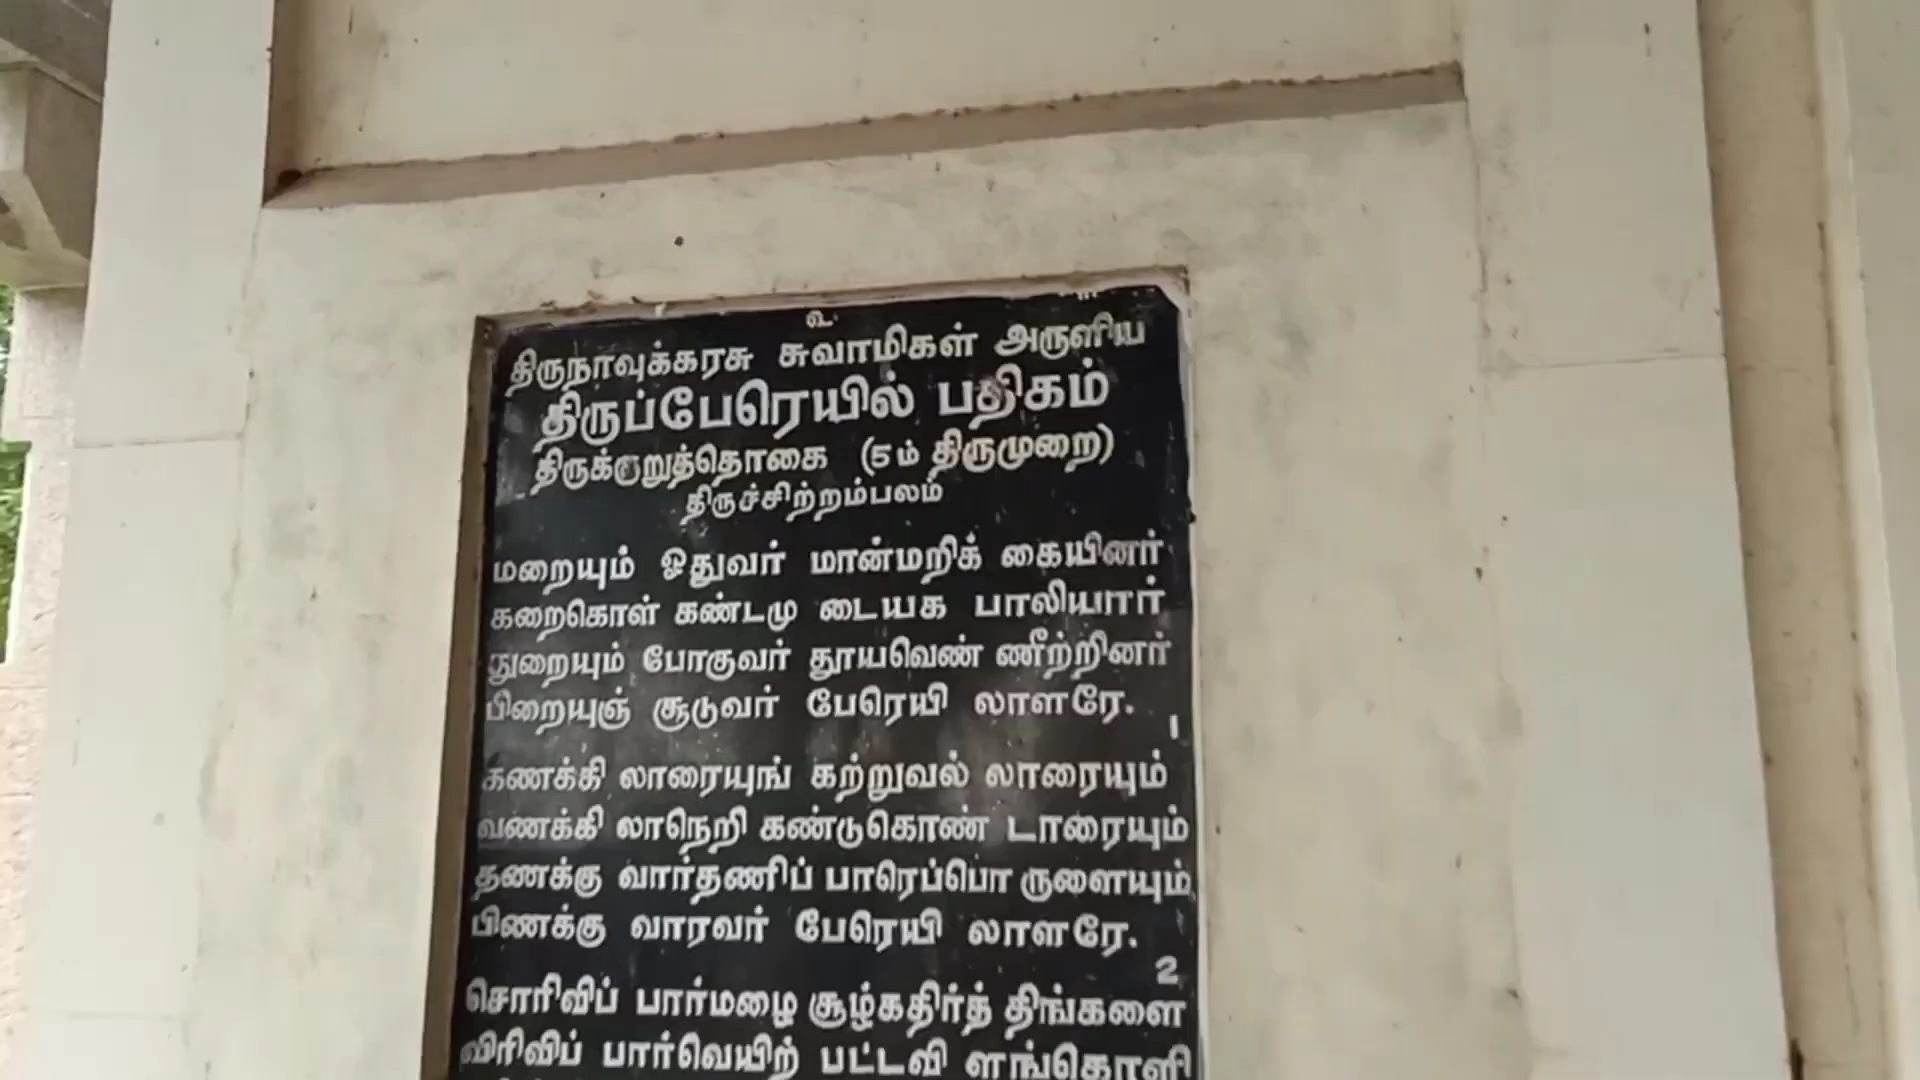 உ
திருநாவுக்கரசு சுவாமிகள் அருளிய
திருப்பேரெயில் பதிகம்
திருக்குறுத்தொகை (5ம் திருமுறை)
திருச்சிற்றம்பலம்
மறையும் ஓதுவர் மான்மறிக் கையினர்
கறைகொள் கண்டமு டையக பாலியார்
துறையும் போகுவர் தூயவெண் ணீற்றினர்
பிறையுஞ் சூடுவர் பேரெயி லாளரே.
1
கணக்கி லாரையுங் கற்றுவல் லாரையும்
வணக்கி லாநெறி கண்டுகொண் டாரையும்
தணக்கு வார்தணிப் பாரெப்பொ ருளையும்
பிணக்கு வாரவர் பேரெயி லாளரே.
2
சொரிவிப் பார்மழை சூழ்கதிர்த் திங்களை
விரிவிப் பார்வெயிற் பட்டவி ளங்கொளி